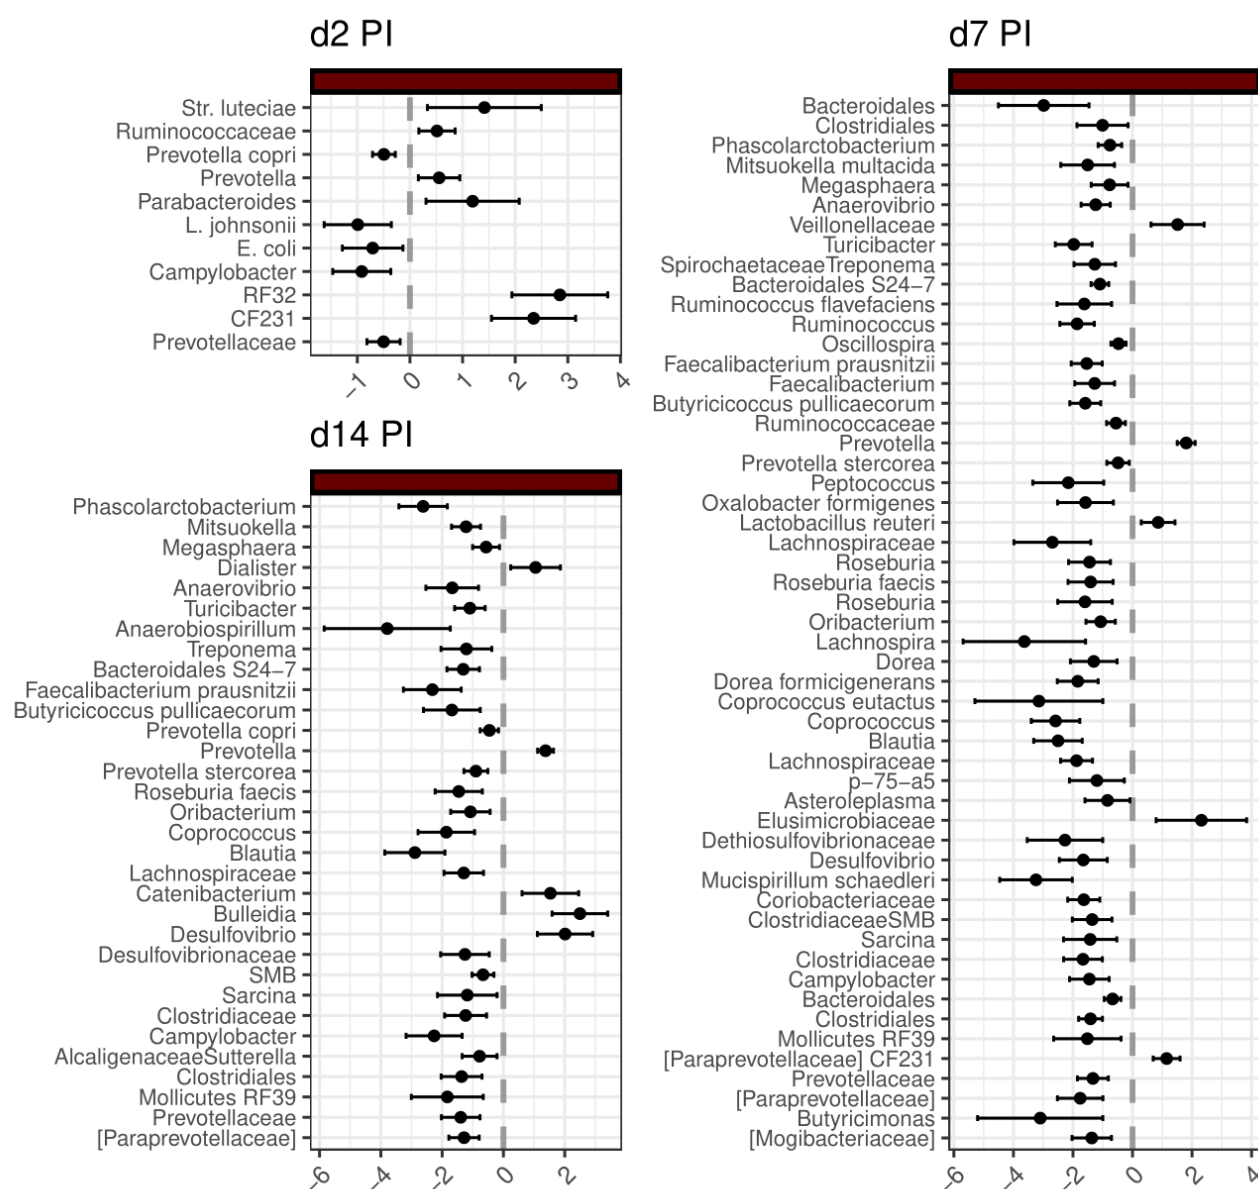 d2 PI
Str. luteciae
Ruminococcaceae
Prevotella copri
Prevotella
Parabacteroides
L. johnsonii
E. coli
Campylobacter
RF32
CF231
Prevotellaceae
−1 0 1 2 3 4
d14 PI
Phascolarctobacterium
Mitsuokella
Megasphaera
Dialister
Anaerovibrio
Turicibacter
Anaerobiospirillum
Treponema
Bacteroidales S24−7
Faecalibacterium prausnitzii
Butyricicoccus pullicaecorum
Prevotella copri
Prevotella
Prevotella stercorea
Roseburia faecis
Oribacterium
Coprococcus
Blautia
Lachnospiraceae
Catenibacterium
Bulleidia
Desulfovibrio
Desulfovibrionaceae
SMB
Sarcina
Clostridiaceae
Campylobacter
AlcaligenaceaeSutterella
Clostridiales
Mollicutes RF39
Prevotellaceae
[Paraprevotellaceae]
−6 −4 −2 0 2
d7 PI
Bacteroidales
Clostridiales
Phascolarctobacterium
Mitsuokella multacida
Megasphaera
Anaerovibrio
Veillonellaceae
Turicibacter
SpirochaetaceaeTreponema
Bacteroidales S24−7
Ruminococcus flavefaciens
Ruminococcus
Oscillospira
Faecalibacterium prausnitzii
Faecalibacterium
Butyricicoccus pullicaecorum
Ruminococcaceae
Prevotella
Prevotella stercorea
Peptococcus
Oxalobacter formigenes
Lactobacillus reuteri
Lachnospiraceae
Roseburia
Roseburia faecis
Roseburia
Oribacterium
Lachnospira
Dorea
Dorea formicigenerans
Coprococcus eutactus
Coprococcus
Blautia
Lachnospiraceae
p−75−a5
Asteroleplasma
Elusimicrobiaceae
Dethiosulfovibrionaceae
Desulfovibrio
Mucispirillum schaedleri
Coriobacteriaceae
ClostridiaceaeSMB
Sarcina
Clostridiaceae
Campylobacter
Bacteroidales
Clostridiales
Mollicutes RF39
[Paraprevotellaceae] CF231
Prevotellaceae
[Paraprevotellaceae]
Butyricimonas
[Mogibacteriaceae]
−6 −4 −2 0 2 4